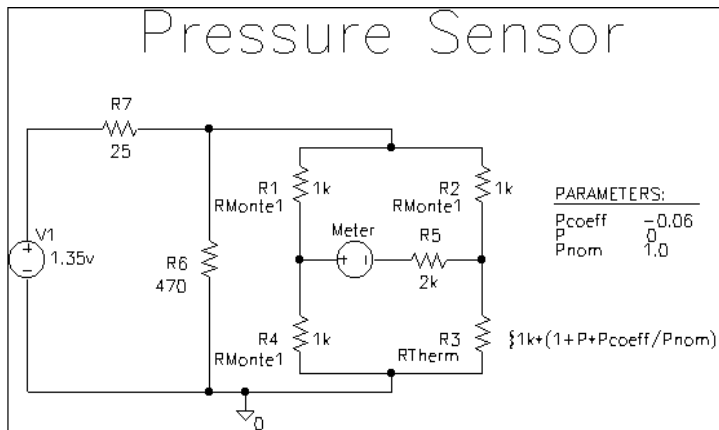 Pressure Sensor
R7
25
R1 1k
RMonte1
R2 1k
RMonte1
PARAMETERS:
Pcoeff -0.06
P 0
Pnom 1.0
V1
1.35v
R6
470
Meter
R5
2k
R4 1k
RMonte1
R3 {1k*(1+P*Pcoeff/Pnom)
RTherm
0